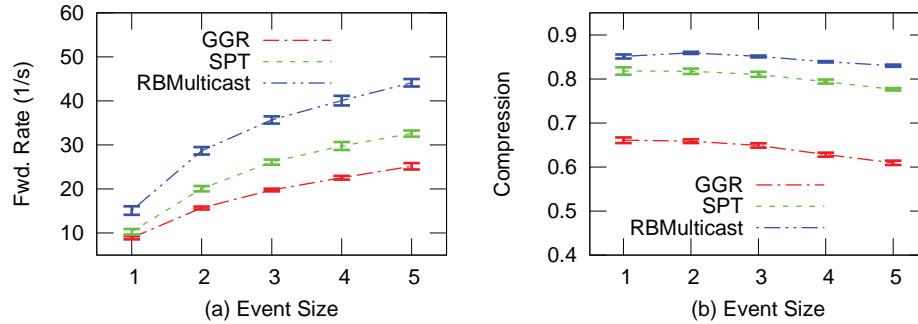 60
50
40
30
20
10
Fwd. Rate (1/s)
GGR
SPT
RBMulticast
1 2 3 4 5
(a) Event Size
0.9
0.8
0.7
0.6
0.5
0.4
Compression
GGR
SPT
RBMulticast
1 2 3 4 5
(b) Event Size